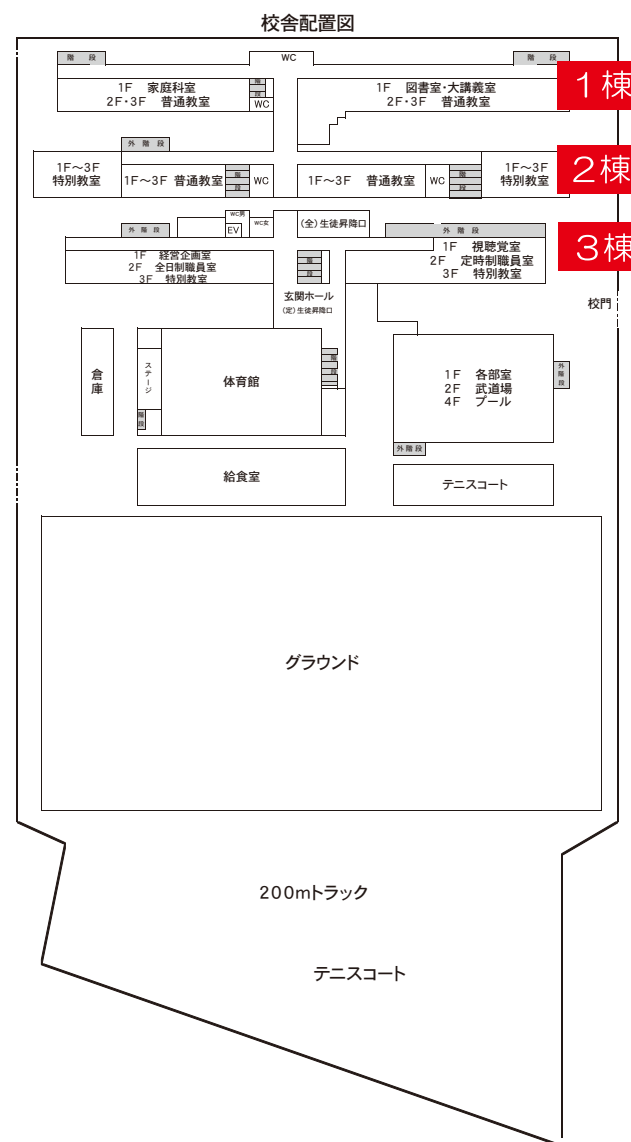 校舎配置図
階段
WC
階段
1F 家庭科室
2F・3F 普通教室
階
段
WC
1F 図書室・大講義室
2F・3F 普通教室
1棟
外階段
1F〜3F
特別教室
1F〜3F 普通教室
階
段
WC
1F〜3F 普通教室
WC
階
段
1F〜3F
特別教室
2棟
外階段
WC男
EV
WC女
(全)生徒昇降口
外階段
1F 経営企画室
2F 全日制職員室
3F 特別教室
階
段
1F 視聴覚室
2F 定時制職員室
3F 特別教室
3棟
玄関ホール
(定)生徒昇降口
校門
倉庫
ステージ
階段
体育館
階
段
1F 各部室
2F 武道場
4F プール
外階段
外階段
給食室
テニスコート
グラウンド
200mトラック
テニスコート